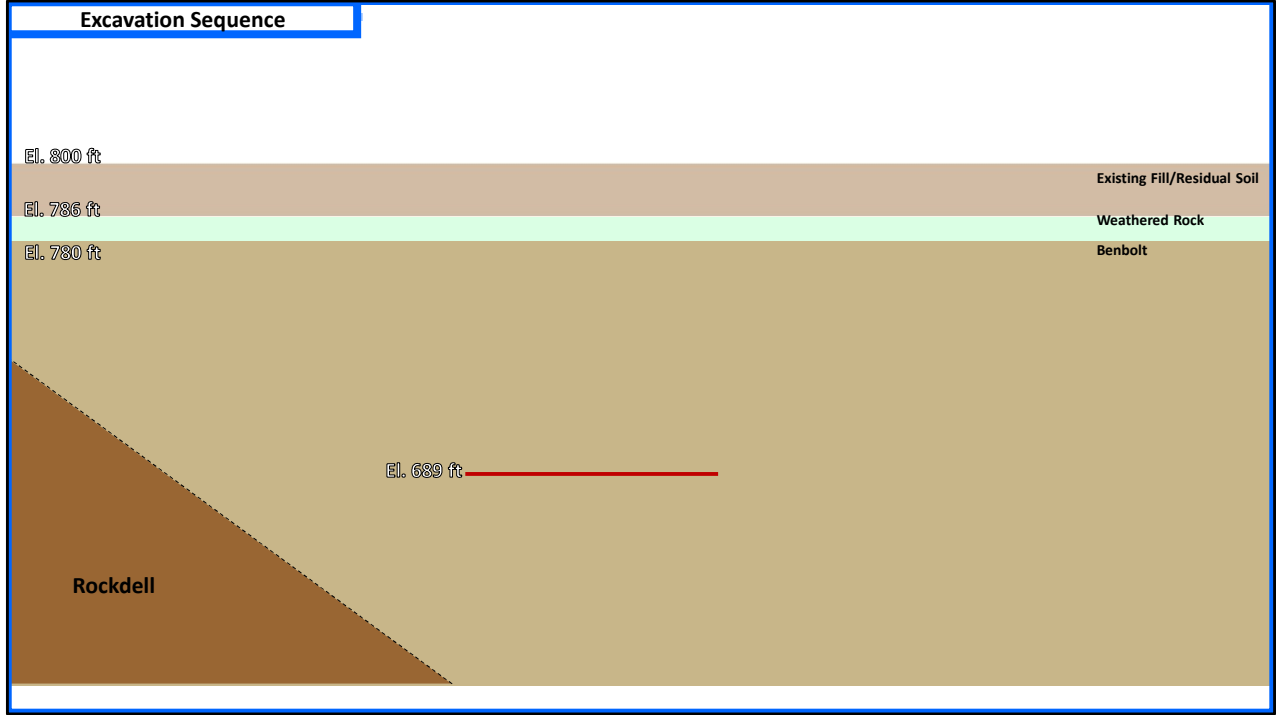 Excavation Sequence
El. 800 ft
Existing Fill/Residual Soil
El. 786 ft
Weathered Rock
El. 780 ft
Benbolt
El. 689 ft
Rockdell